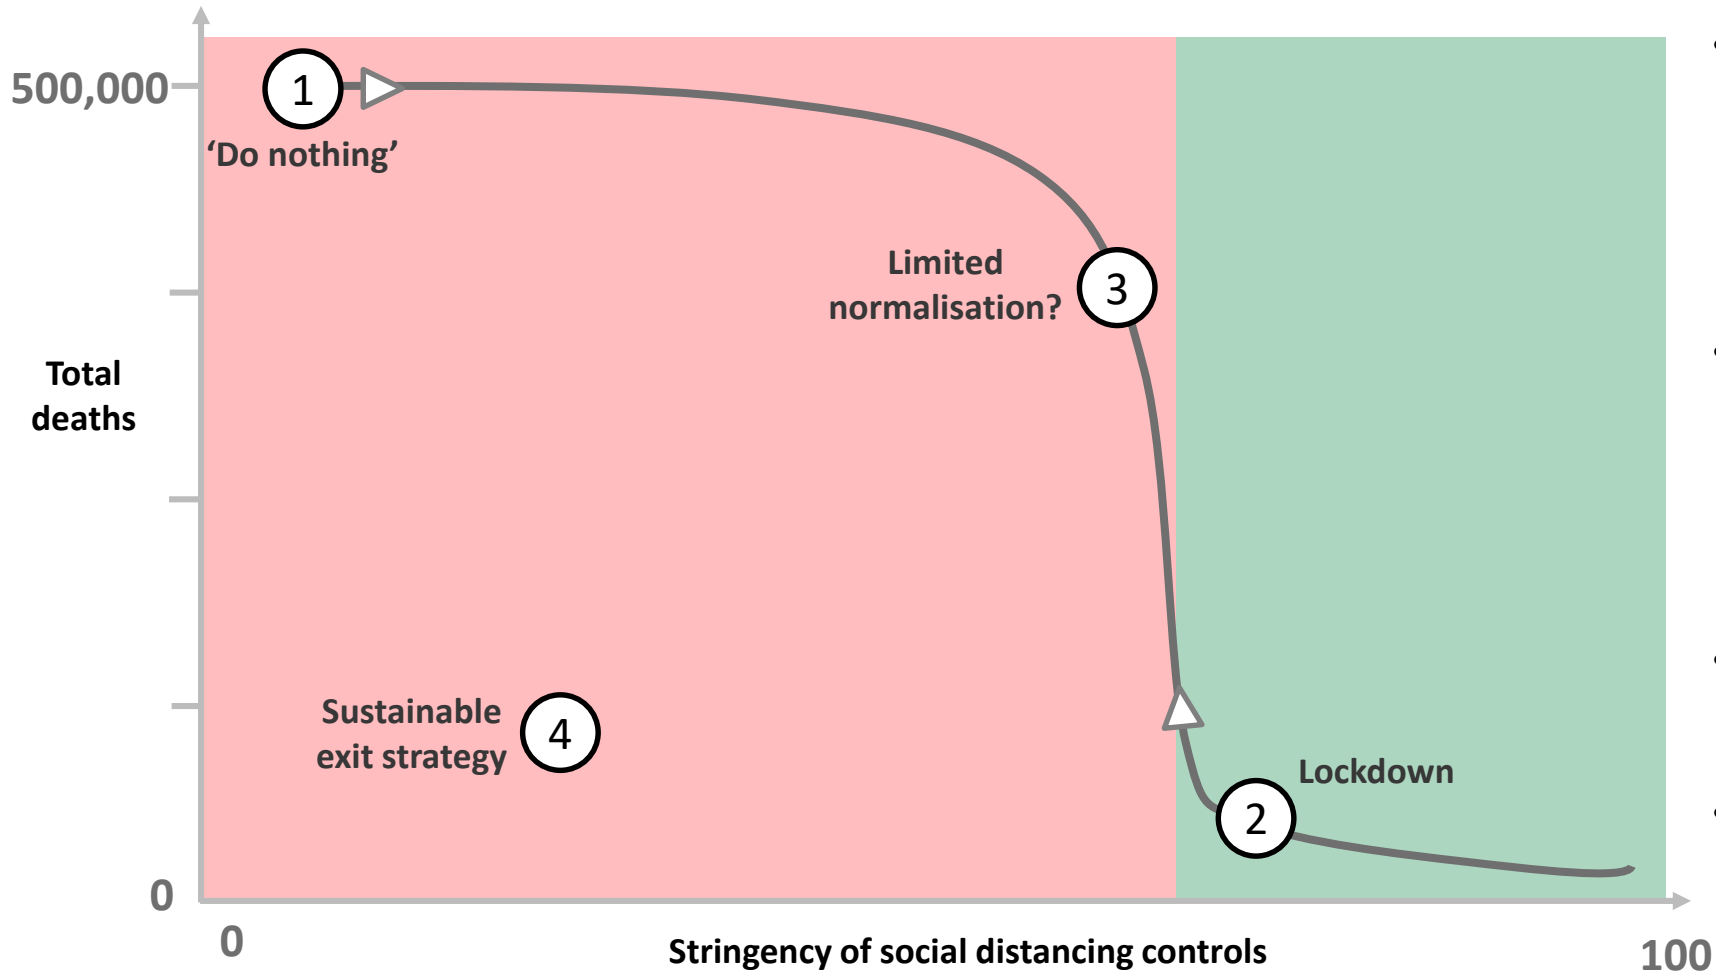 500,000
1
‘Do nothing’
Limited
normalisation?
3
Total
deaths
Sustainable
exit strategy
4
Lockdown
2
0
0
Stringency of social distancing controls
100